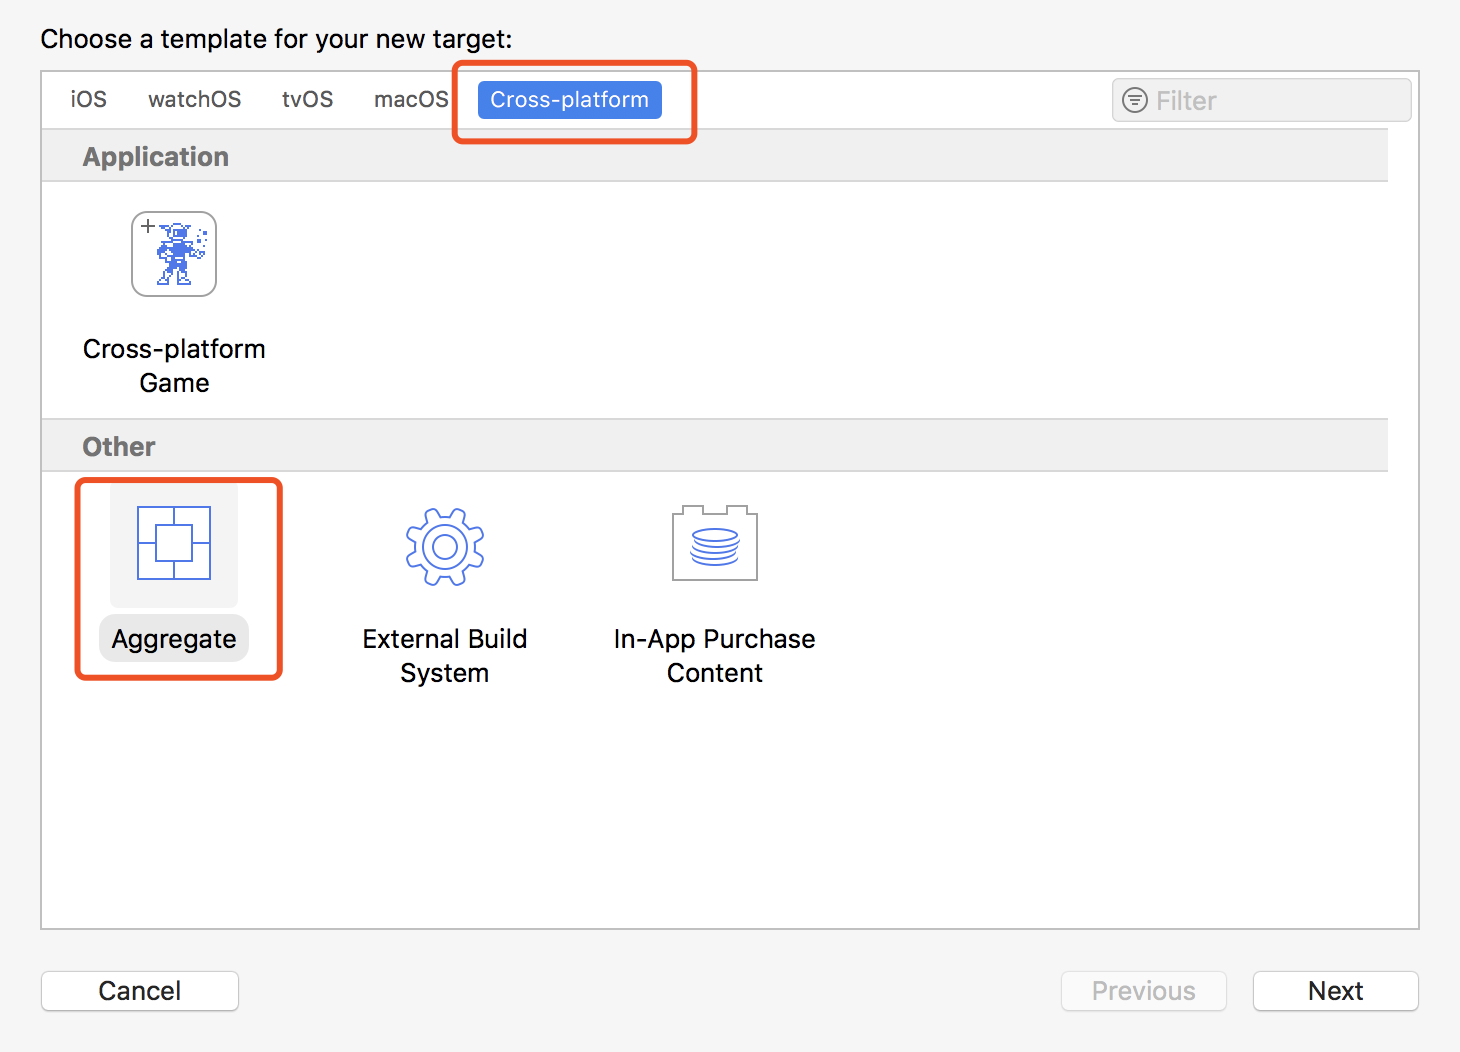 Choose a template for your new target:
iOS watchOS tvOS macOS Cross-platform Filter
Application
Cross-platform
Game
Other
Aggregate
External Build
System
In-App Purchase
Content
Cancel Previous Next